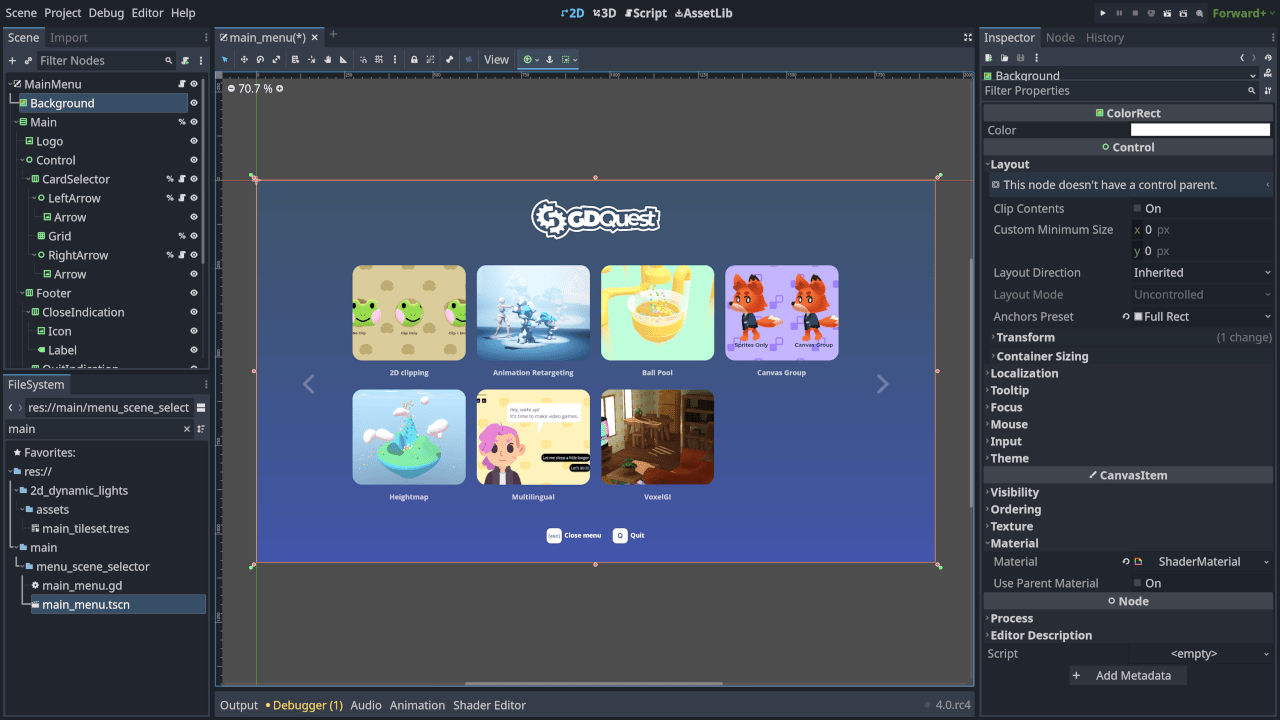 Scene Project Debug Editor Help
2D 3D Script AssetLib
Forward+
Scene Import
Filter Nodes
MainMenu
Background
Main
Logo
Control
CardSelector
LeftArrow
Arrow
Grid
RightArrow
Arrow
Footer
CloseIndication
Icon
Label
QuitIndication
FileSystem
res://main/menu_scene_select
main
Favorites:
res://
2d_dynamic_lights
assets
main_tileset.tres
main
menu_scene_selector
main_menu.gd
main_menu.tscn
main_menu(*)
View
70.7 %
GDQuest
No Clip Clip Only
2D clipping
Animation Retargeting
Ball Pool
Sprites Only Canvas Group
Canvas Group
Heightmap
Hey, wake up!
It's time to make video games.
Let me sleep a little longer
Let's do it!
Multilingual
VoxelGI
(esc) Close menu Q Quit
Output Debugger (1) Audio Animation Shader Editor
4.0.rc4
Inspector Node History
Background
Filter Properties
ColorRect
Color
Control
Layout
This node doesn't have a control parent.
Clip Contents On
Custom Minimum Size x 0 px
y 0 px
Layout Direction Inherited
Layout Mode Uncontrolled
Anchors Preset Full Rect
Transform (1 change)
Container Sizing
Localization
Tooltip
Focus
Mouse
Input
Theme
CanvasItem
Visibility
Ordering
Texture
Material
Material ShaderMaterial
Use Parent Material On
Node
Process
Editor Description
Script <empty>
Add Metadata